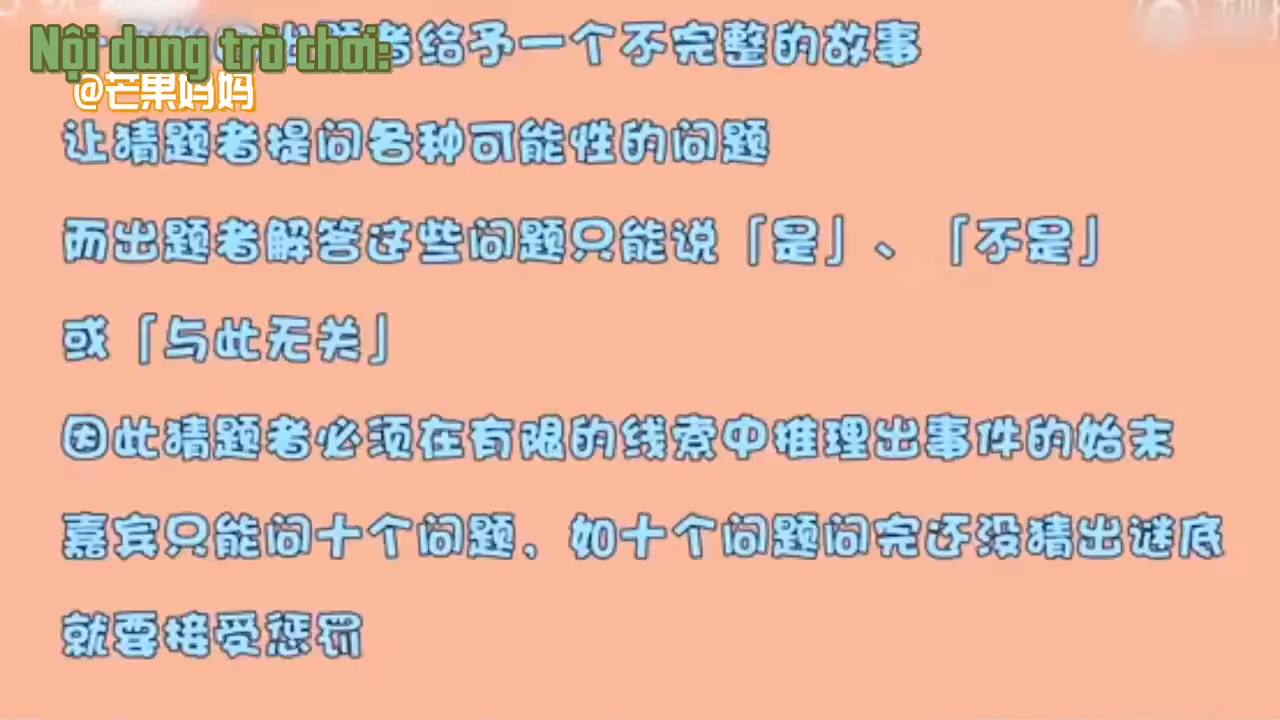 Nội dung trò chơi:
者给予一个不完整的故事
@芒果妈妈
让猜题者提问各种可能性的问题
而出题者解答这些问题只能说「是」、「不是」
或「与此无关」
因此猜题者必须在有限的线索中推理出事件的始末
嘉宾只能问十个问题，如十个问题问完还没猜出谜底
就要接受惩罚